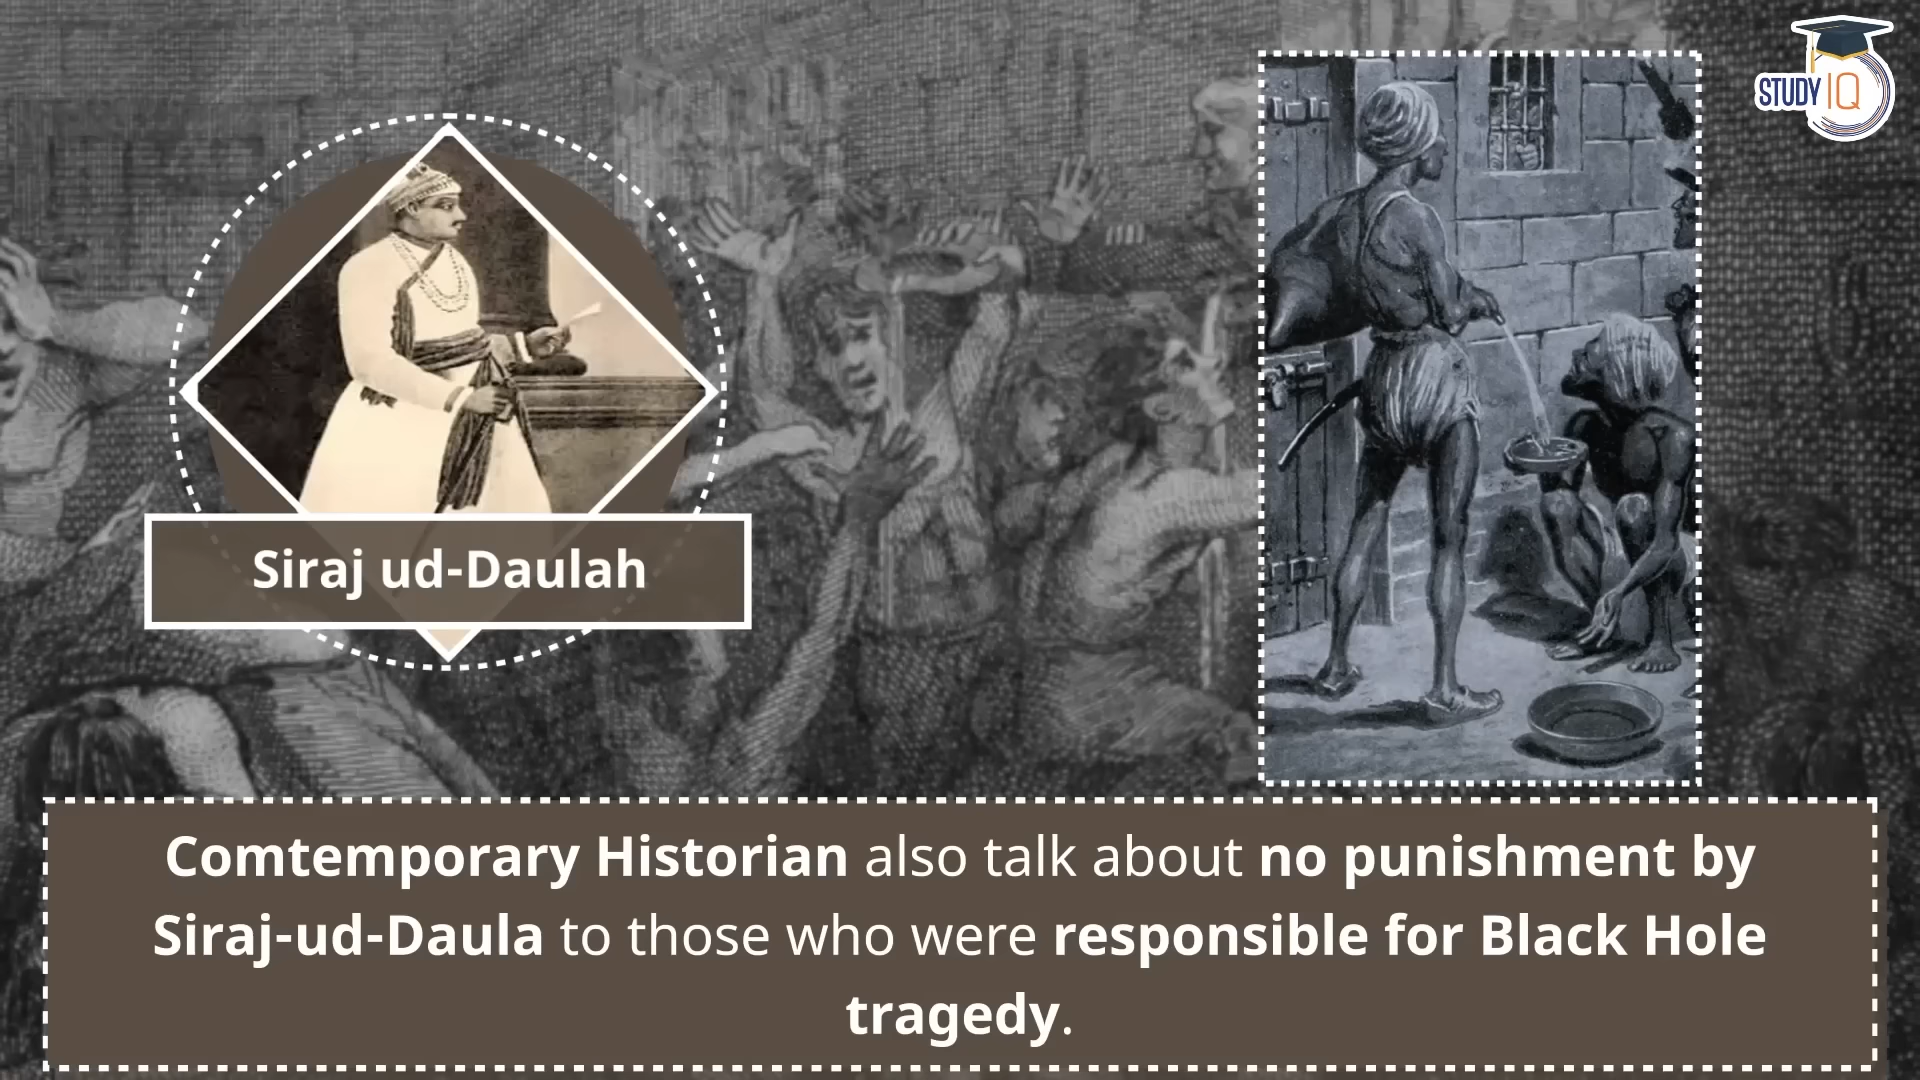 STUDY IQ
Siraj ud-Daulah
Comtemporary Historian also talk about no punishment by
Siraj-ud-Daula to those who were responsible for Black Hole
tragedy.